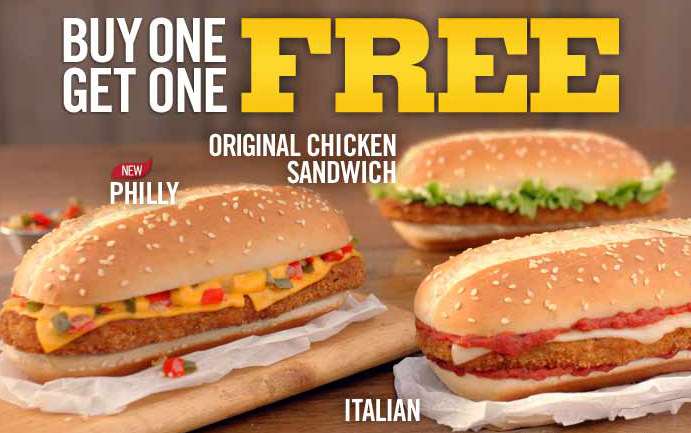 BUY ONE
GET ONE
FREE
ORIGINAL CHICKEN
SANDWICH
NEW
PHILLY
ITALIAN